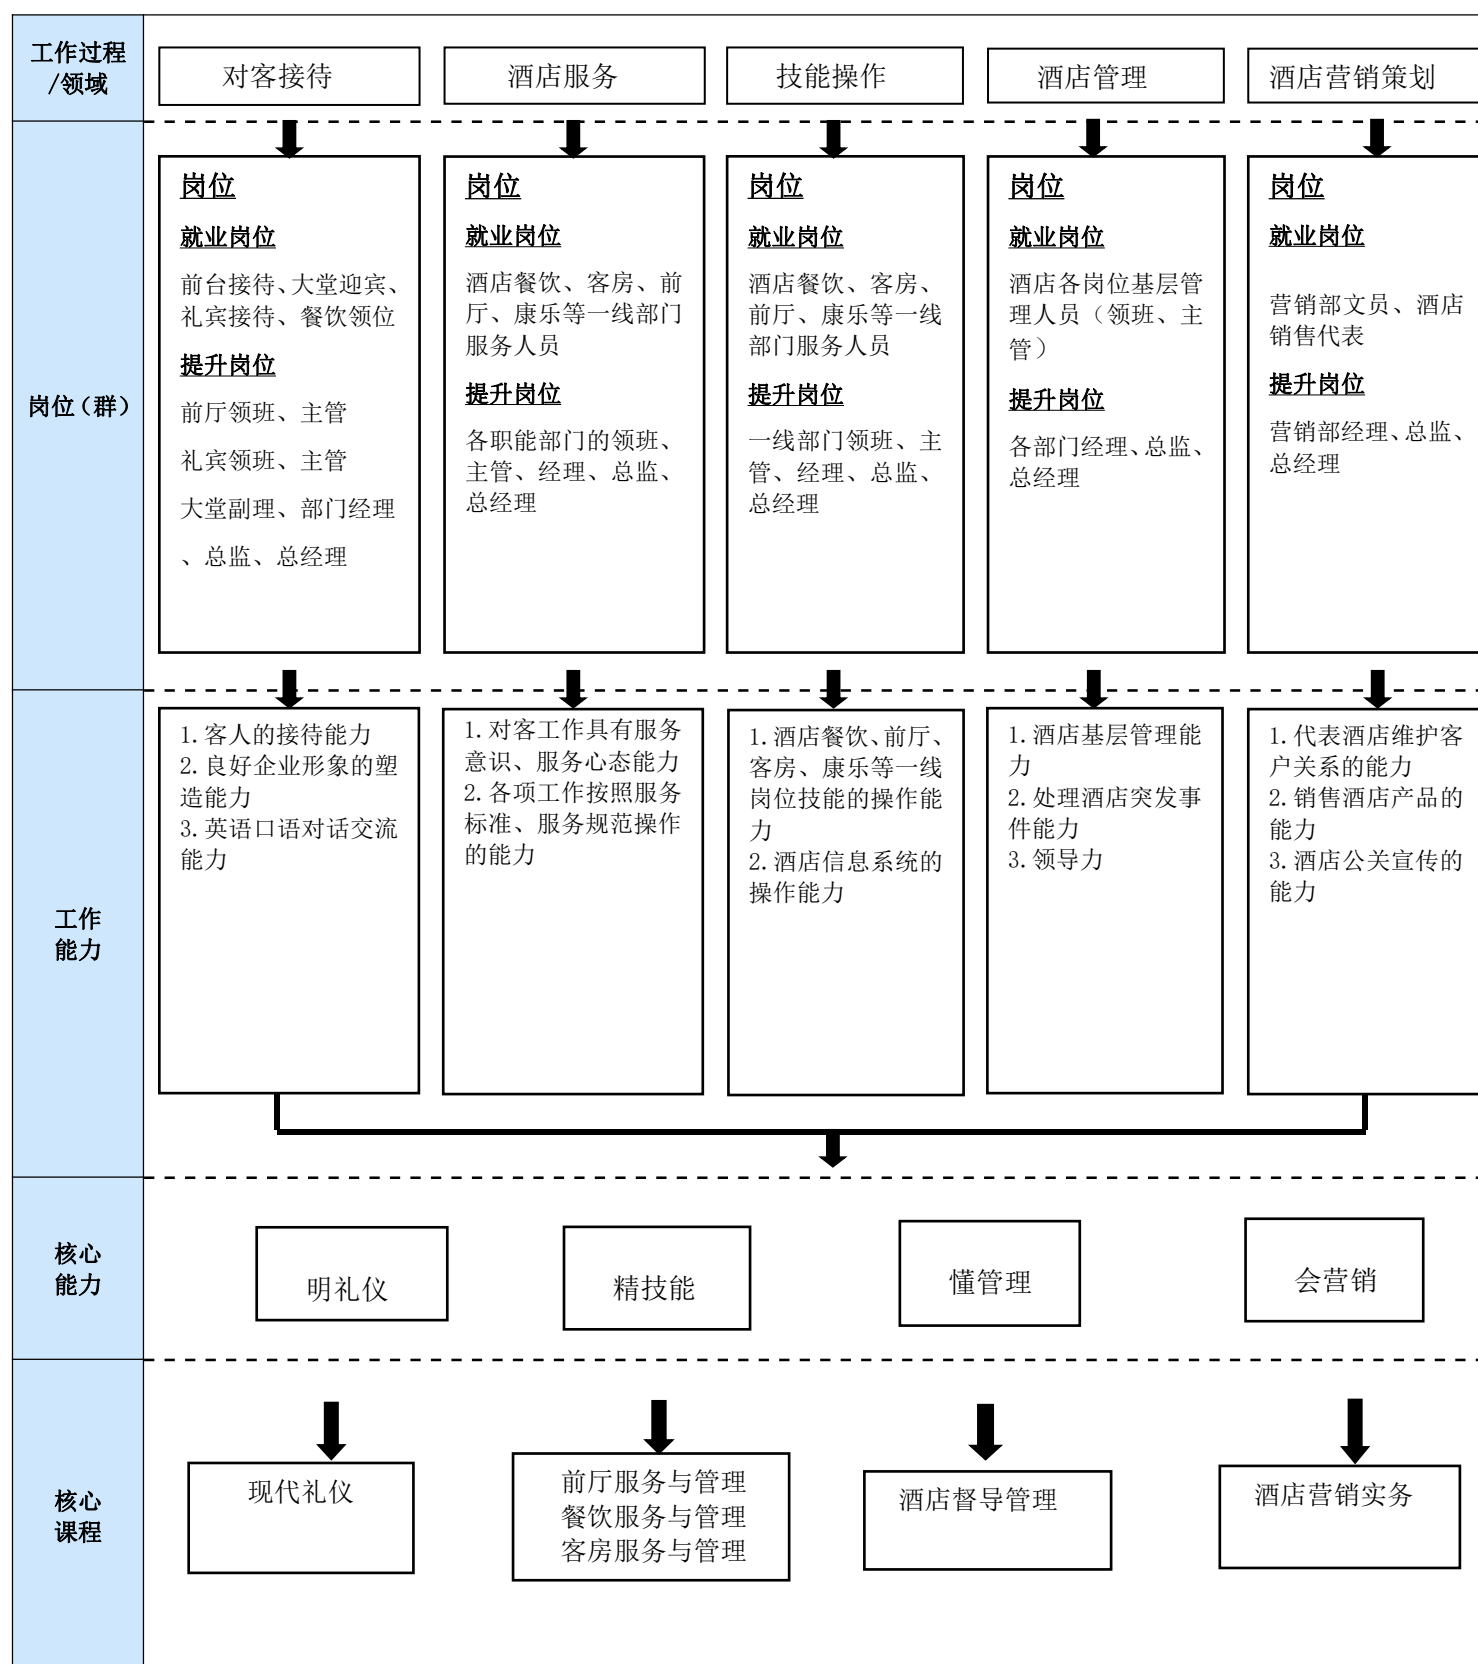 工作过程
/领域
对客接待
酒店服务
技能操作
酒店管理
酒店营销策划
岗位（群）
岗位
就业岗位
前台接待、大堂迎宾、
礼宾接待、餐饮领位
提升岗位
前厅领班、主管
礼宾领班、主管
大堂副理、部门经理
、总监、总经理
岗位
就业岗位
酒店餐饮、客房、前
厅、康乐等一线部门
服务人员
提升岗位
各职能部门的领班、
主管、经理、总监、
总经理
岗位
就业岗位
酒店餐饮、客房、
前厅、康乐等一线
部门服务人员
提升岗位
一线部门领班、主
管、经理、总监、
总经理
岗位
就业岗位
酒店各岗位基层管
理人员（领班、主
管）
提升岗位
各部门经理、总监、
总经理
岗位
就业岗位
营销部文员、酒店
销售代表
提升岗位
营销部经理、总监、
总经理
工作
能力
1.客人的接待能力
2.良好企业形象的塑
造能力
3.英语口语对话交流
能力
1.对客工作具有服务
意识、服务心态能力
2.各项工作按照服务
标准、服务规范操作
的能力
1.酒店餐饮、前厅、
客房、康乐等一线
岗位技能的操作能
力
2.酒店信息系统的
操作能力
1.酒店基层管理能
力
2.处理酒店突发事
件能力
3.领导力
1.代表酒店维护客
户关系的能力
2.销售酒店产品的
能力
3.酒店公关宣传的
能力
核心
能力
明礼仪
精技能
懂管理
会营销
核心
课程
现代礼仪
前厅服务与管理
餐饮服务与管理
客房服务与管理
酒店督导管理
酒店营销实务